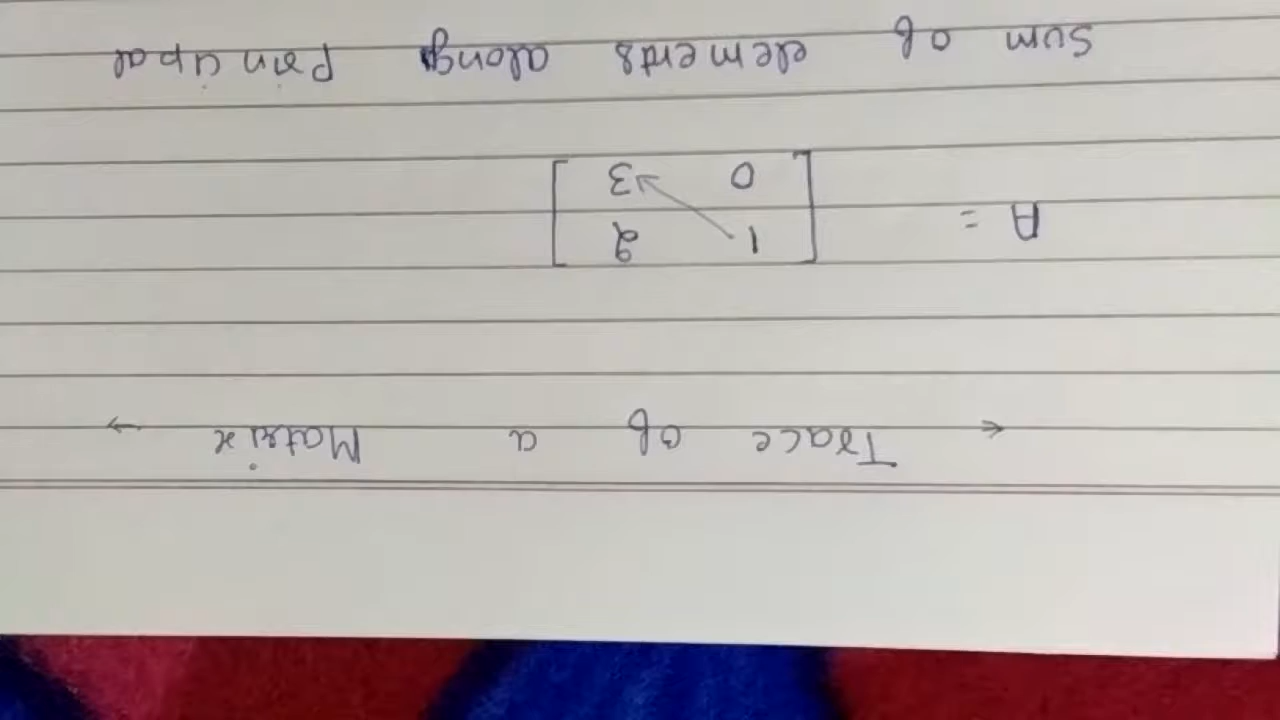 ← Trace of a Matrix →
A = [ 1 2
0 3 ]
Sum of elements along Principal